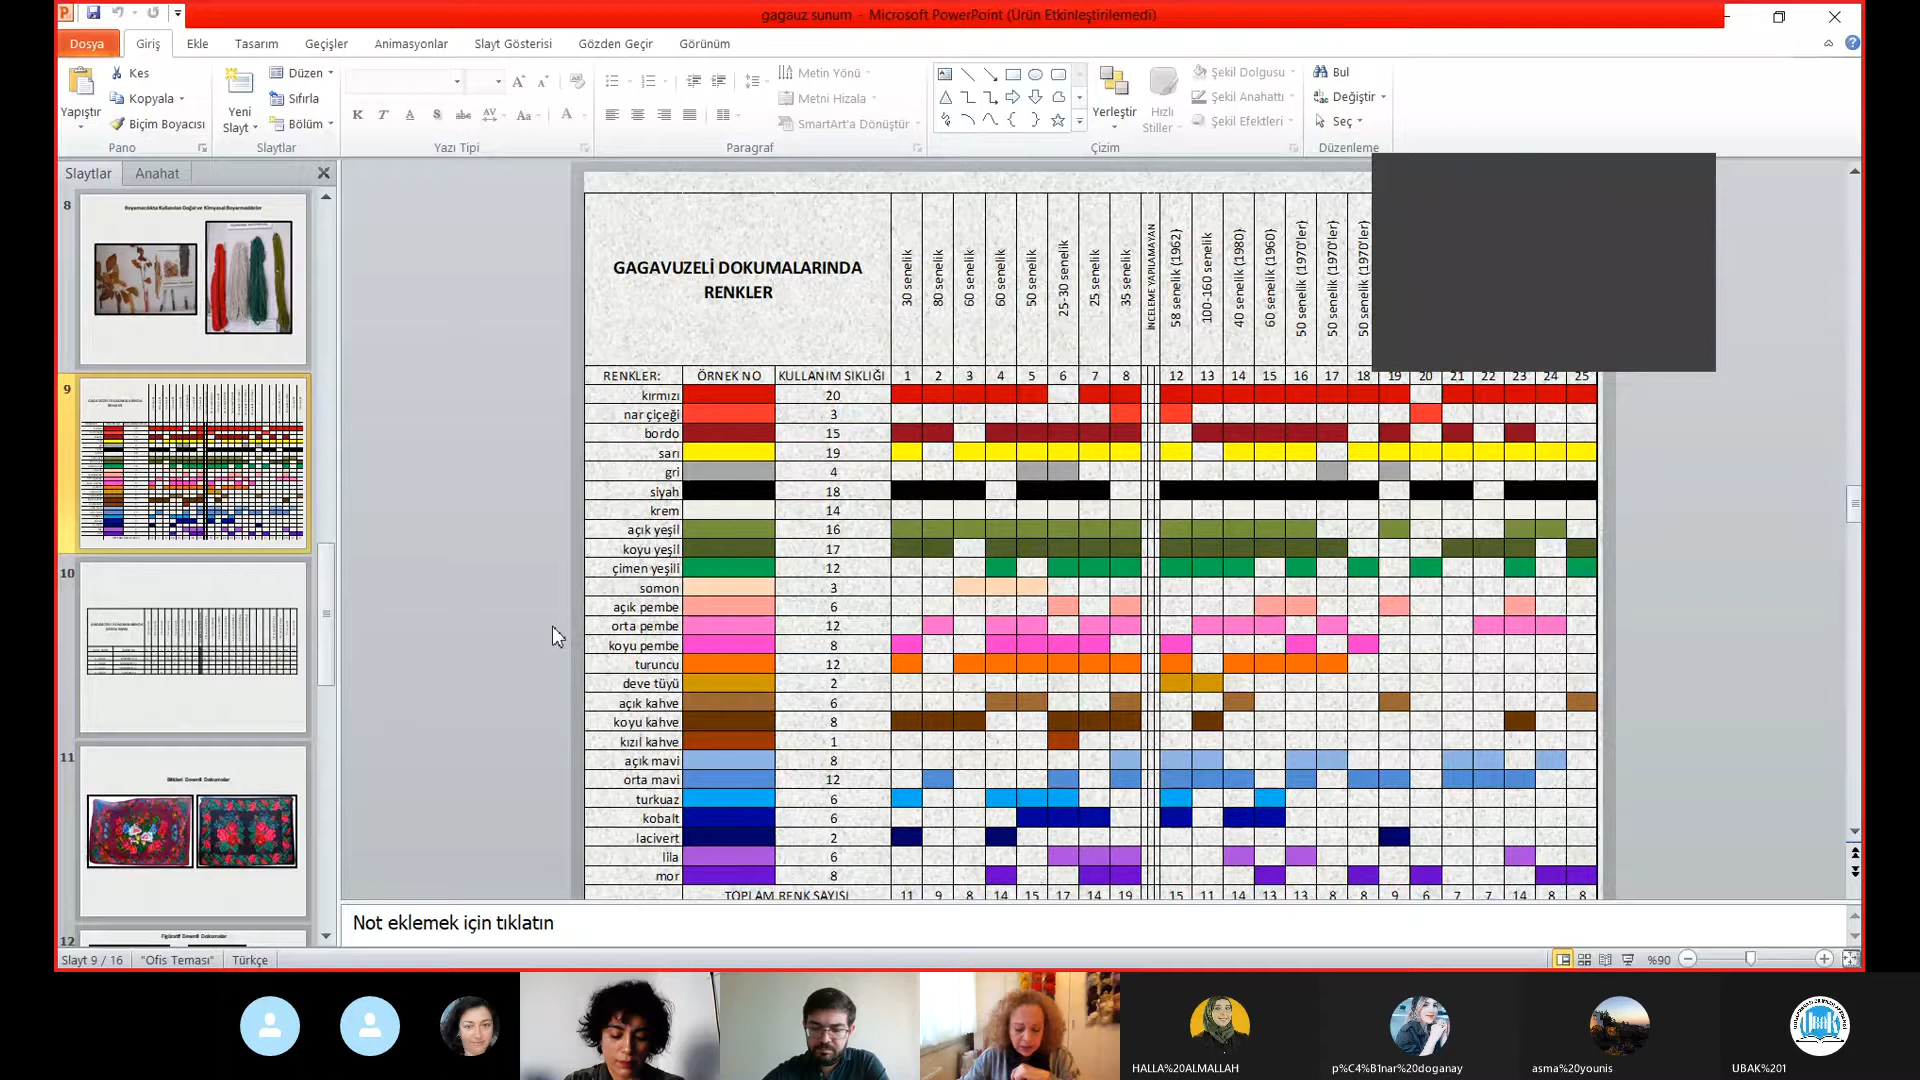 gagauz sunum - Microsoft PowerPoint (Ürün Etkinleştirilemedi)
Dosya Giriş Ekle Tasarım Geçişler Animasyonlar Slayt Gösterisi Gözden Geçir Görünüm
Yapıştır
Kes
Kopyala
Biçim Boyacısı
Pano
Yeni Slayt
Düzen
Sıfırla
Bölüm
Slaytlar
Yazı Tipi
Metin Yönü
Metni Hizala
SmartArt'a Dönüştür
Paragraf
Yerleştir
Hızlı Stiller
Şekil Dolgusu
Şekil Anahattı
Şekil Efektleri
Çizim
Bul
Değiştir
Seç
Düzenleme
Slaytlar Anahat
8
9
10
11
Bitkisel Desenli Dokumalar
12
Figüratif Desenli Dokumalar
GAGAVUZELİ DOKUMALARINDA
RENKLER
30 senelik
80 senelik
60 senelik
60 senelik
50 senelik
25-30 senelik
25 senelik
35 senelik
İNCELEME YAPILAMAYAN
58 senelik (1962)
100-160 senelik
40 senelik (1980)
60 senelik (1960)
50 senelik (1970'ler)
50 senelik (1970'ler)
50 senelik (1970'ler)
RENKLER: ÖRNEK NO KULLANIM SIKLIĞI 1 2 3 4 5 6 7 8 12 13 14 15 16 17 18 19 20 21 22 23 24 25
kırmızı 20
nar çiçeği 3
bordo 15
sarı 19
gri 4
siyah 18
krem 14
açık yeşil 16
koyu yeşil 17
çimen yeşili 12
somon 3
açık pembe 6
orta pembe 12
koyu pembe 8
turuncu 12
deve tüyü 2
açık kahve 6
koyu kahve 8
kızıl kahve 1
açık mavi 8
orta mavi 12
turkuaz 6
kobalt 6
lacivert 2
lila 6
mor 8
TOPLAM RENK SAYISI 11 9 8 14 15 17 14 19 15 11 14 13 13 8 8 9 6 7 7 14 8 8
Not eklemek için tıklatın
Slayt 9 / 16 "Ofis Teması" Türkçe %90
HALLA%20ALMALLAH
p%C4%B1nar%20doganay
asma%20younis
UBAK%201